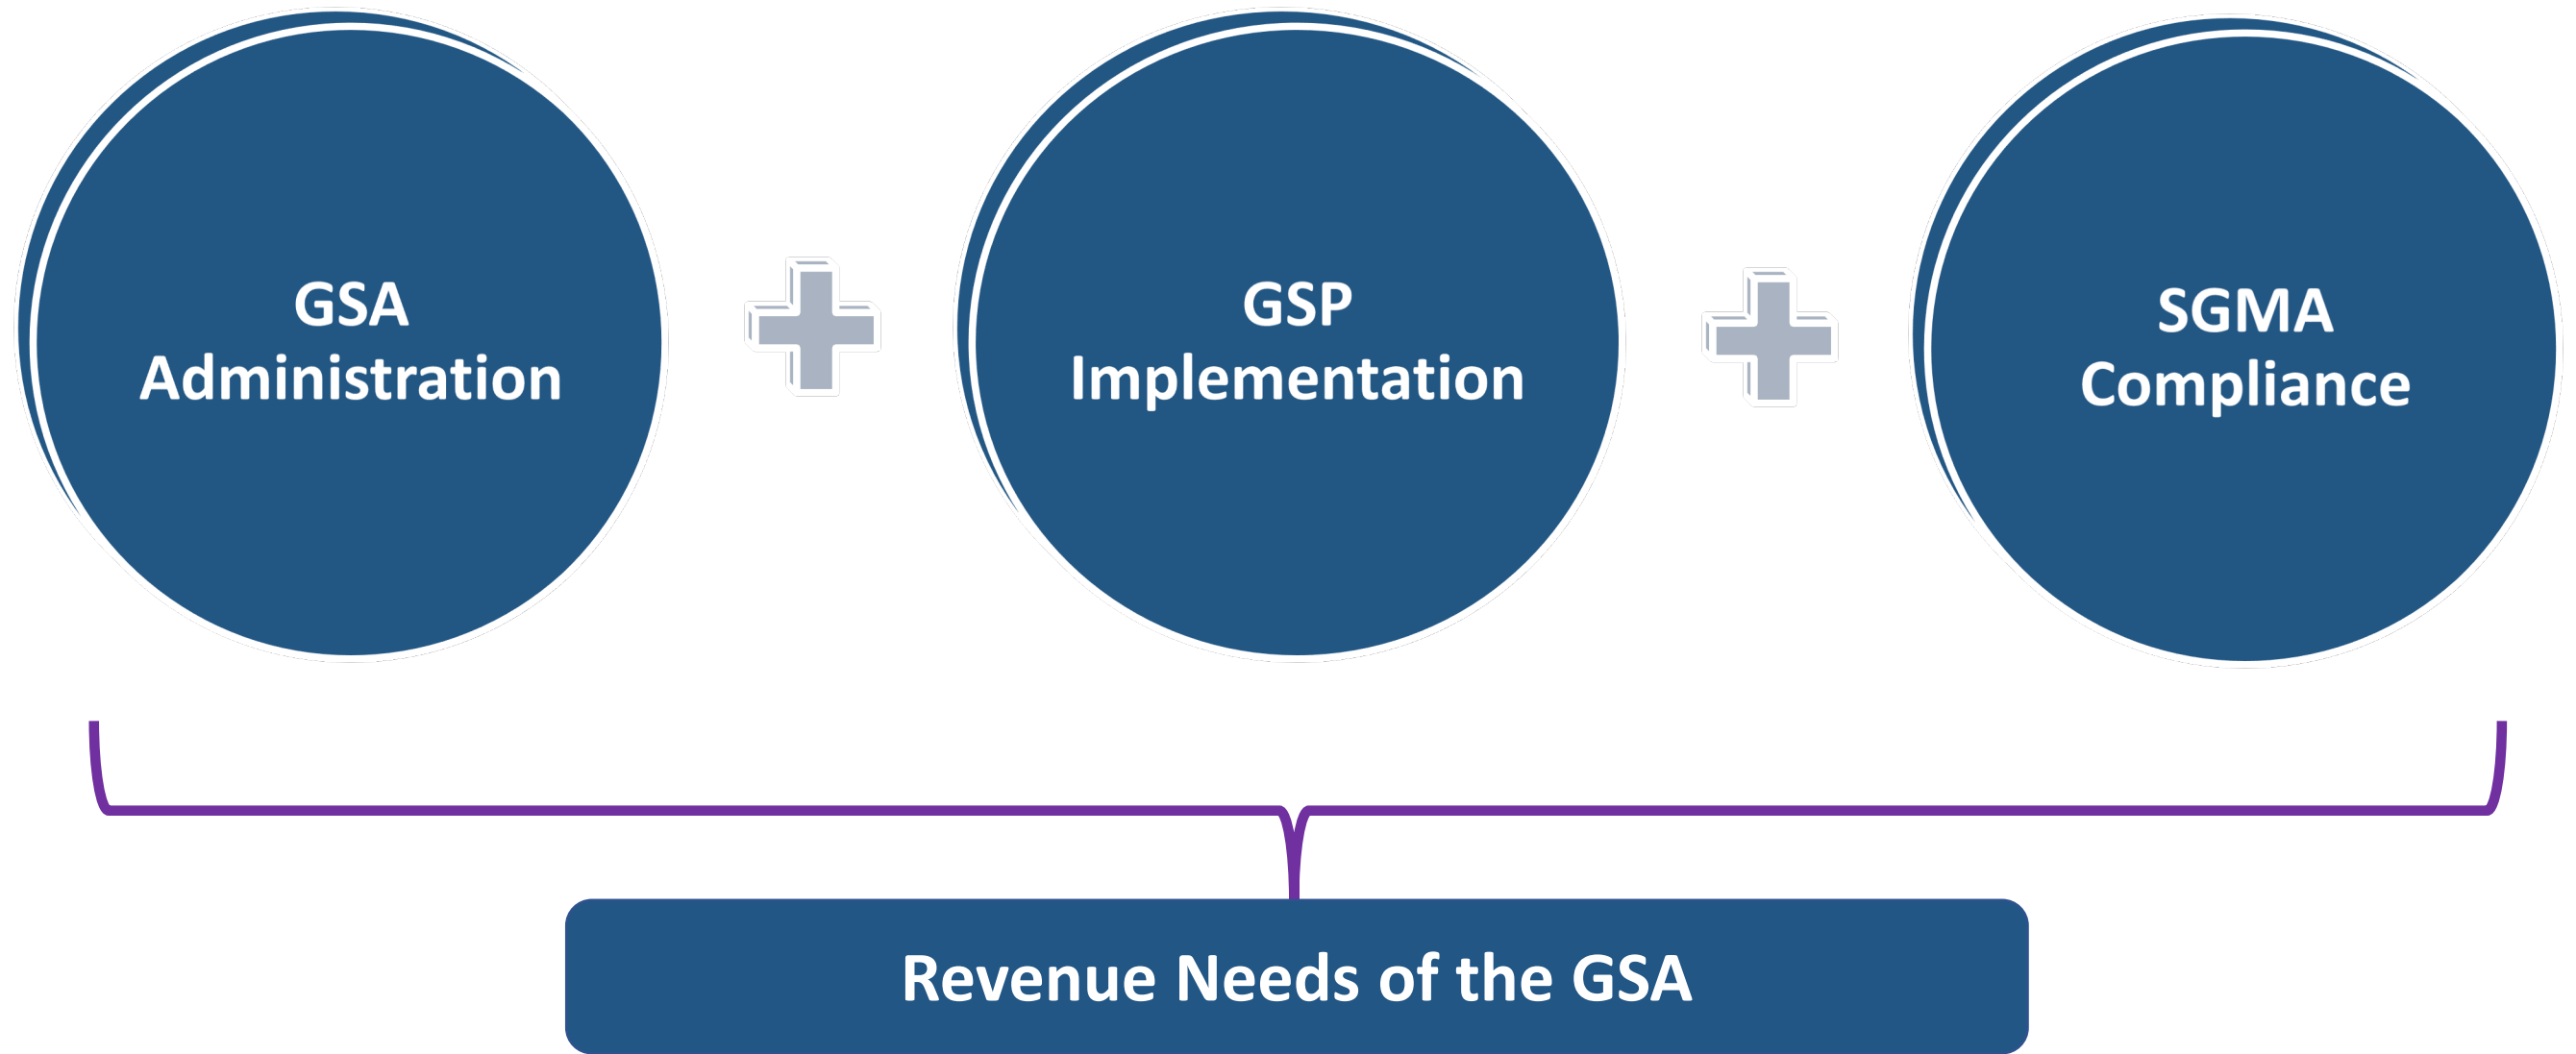 GSA
Administration
GSP
Implementation
SGMA
Compliance
Revenue Needs of the GSA